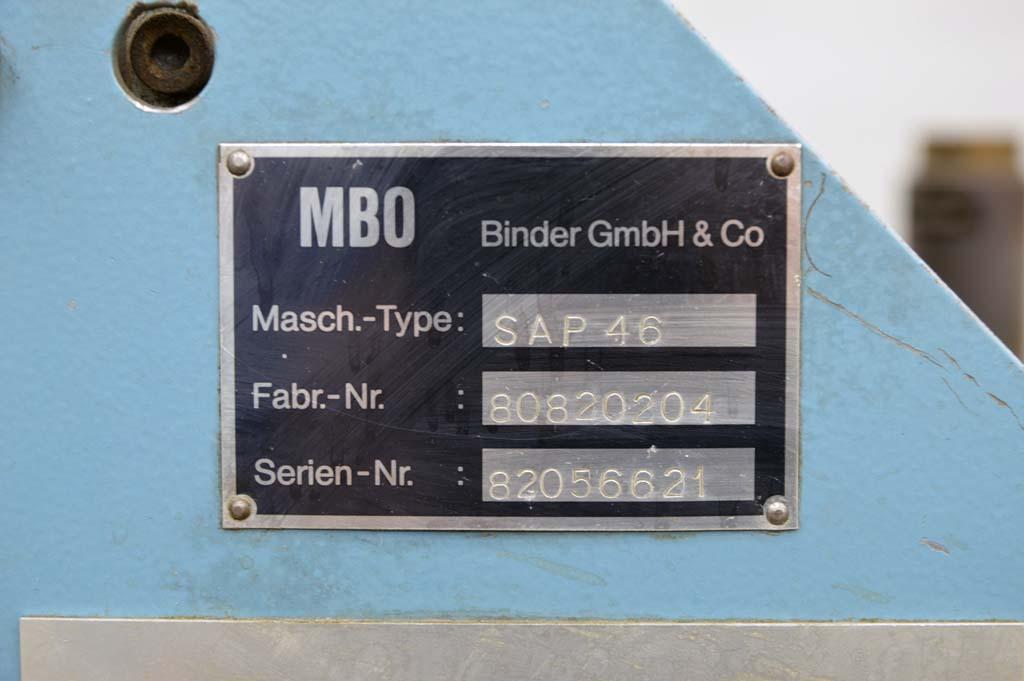 MBO Binder GmbH & Co
Masch.-Type: SAP 46
Fabr.-Nr. : 80820204
Serien-Nr. : 82056621